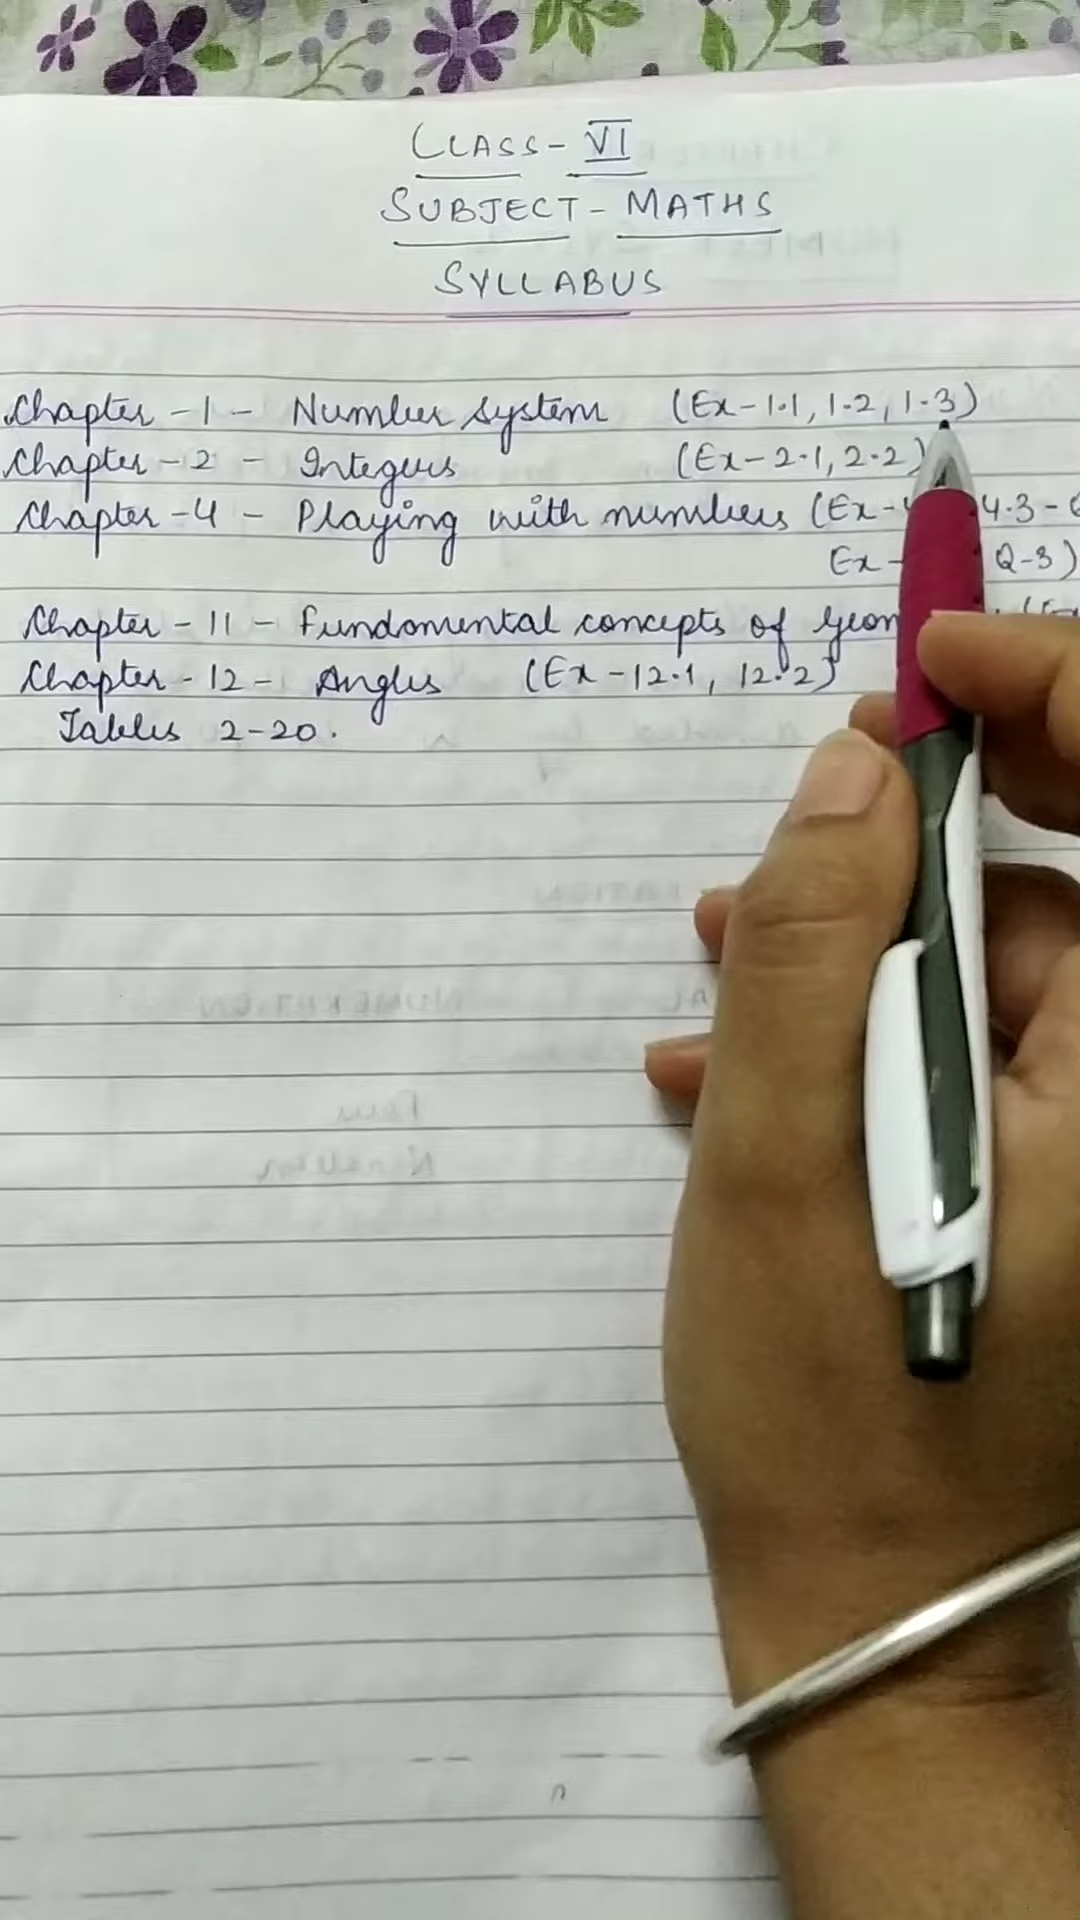 CLASS - VI
SUBJECT - MATHS
SYLLABUS
Chapter - 1 - Number system (Ex-1.1, 1.2, 1.3)
Chapter - 2 - Integers (Ex-2.1, 2.2)
Chapter - 4 - Playing with numbers (Ex- 4.3 -
Ex- Q-3)
Chapter - 11 - Fundomental concepts of
Chapter - 12 - Angles (Ex-12.1, 12.2)
Tables 2-20.